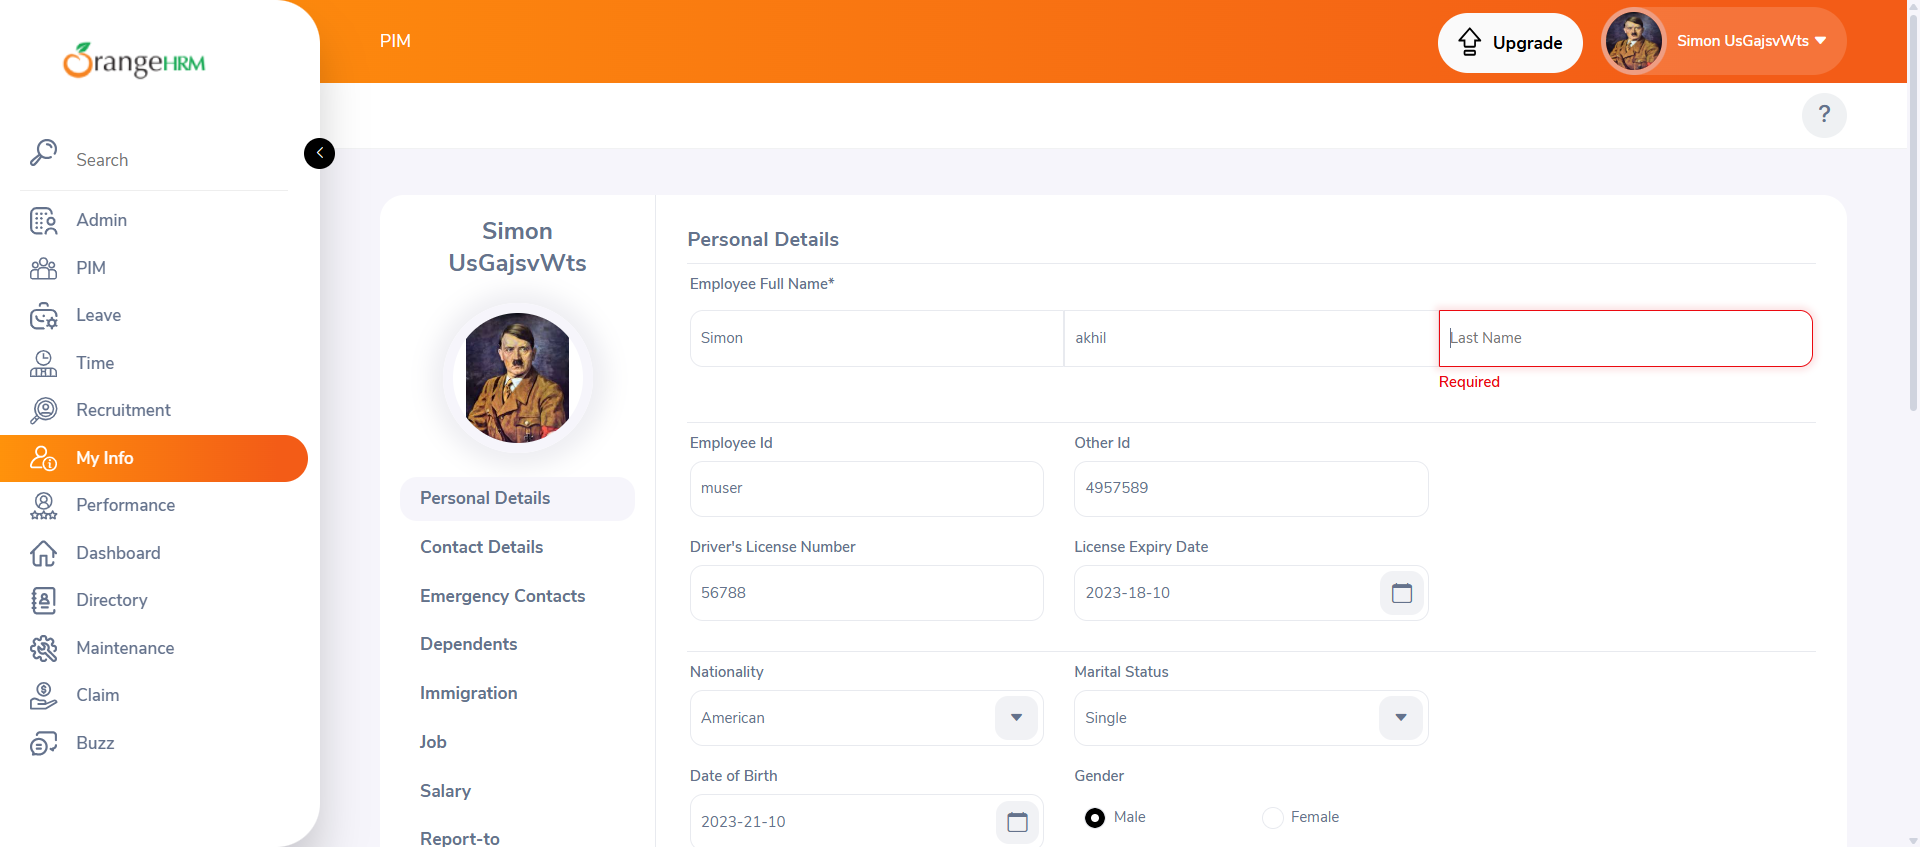 OrangeHRM
PIM
Upgrade
Simon UsGajsvWts
?
Search
Admin
PIM
Leave
Time
Recruitment
My Info
Performance
Dashboard
Directory
Maintenance
Claim
Buzz
Simon
UsGajsvWts
Personal Details
Contact Details
Emergency Contacts
Dependents
Immigration
Job
Salary
Report-to
Personal Details
Employee Full Name*
Simon akhil Last Name
Required
Employee Id Other Id
muser 4957589
Driver's License Number License Expiry Date
56788 2023-18-10
Nationality Marital Status
American Single
Date of Birth Gender
2023-21-10 Male Female